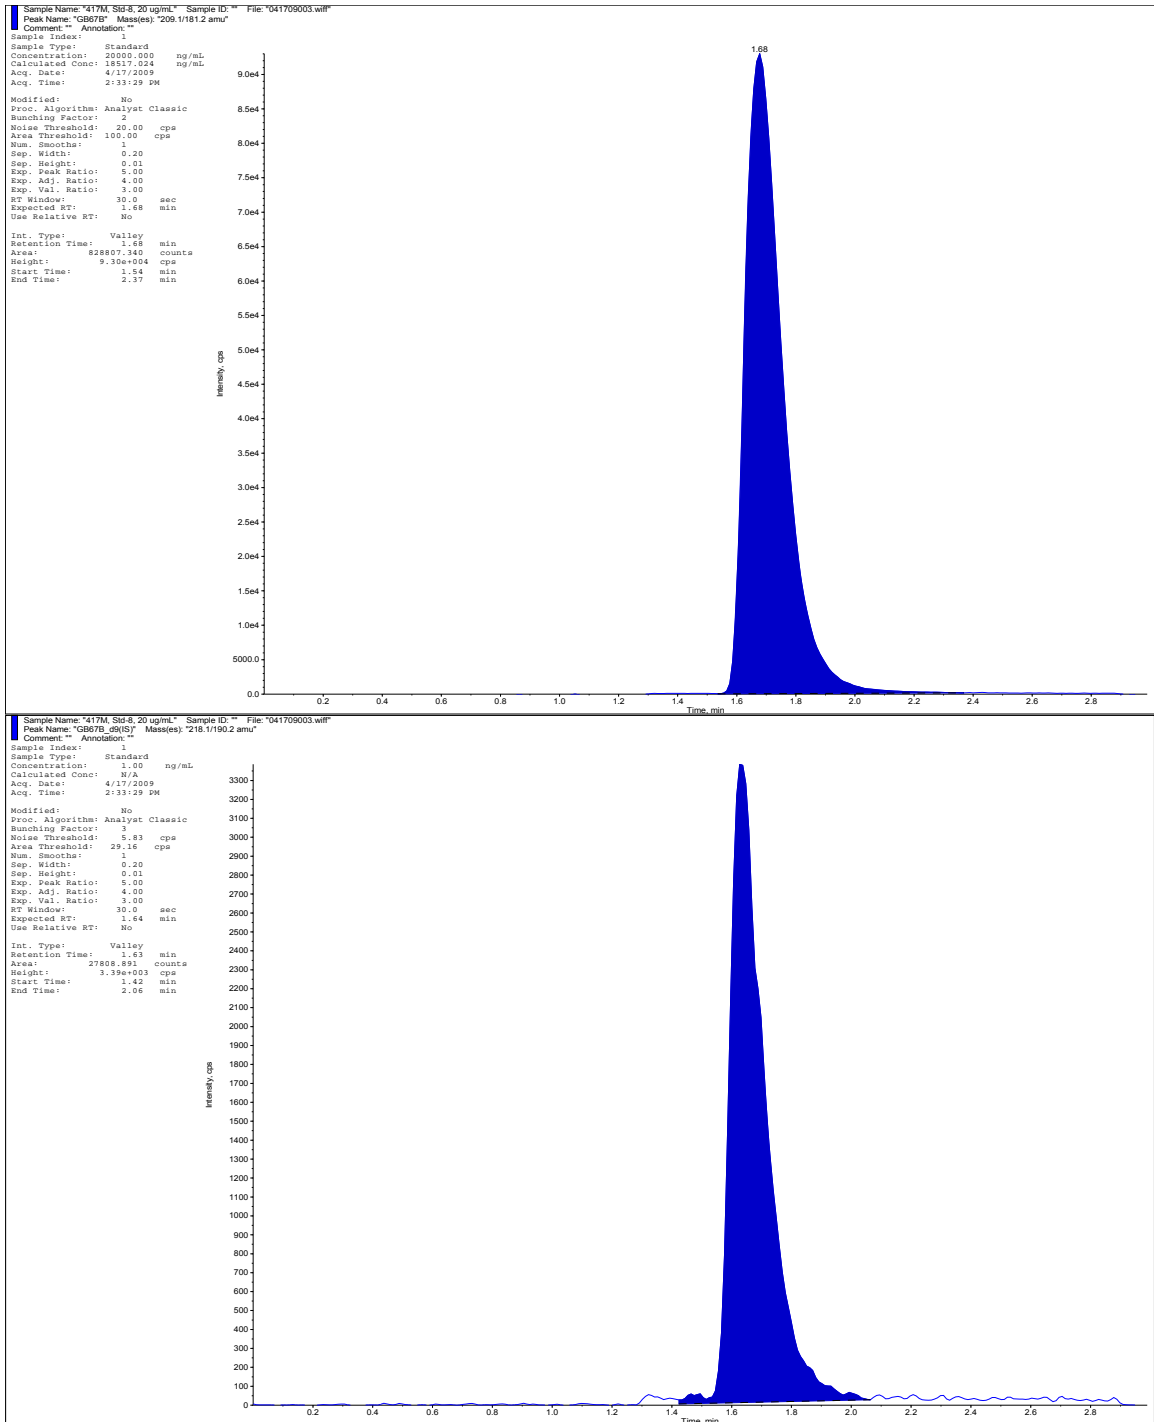 Sample Name: "417M, Std-8, 20 ug/mL"    Sample ID: ""    File: "041709003.wiff"
Peak Name: "GB67B"    Mass(es): "209.1/181.2 amu"
Comment: ""    Annotation: ""
Sample Index: 1
Sample Type: Standard
Concentration: 20000.000 ng/mL
Calculated Conc: 18517.024 ng/mL
Acq. Date: 4/17/2009
Acq. Time: 2:33:29 PM
Modified: No
Proc. Algorithm: Analyst Classic
Bunching Factor: 2
Noise Threshold: 20.00 cps
Area Threshold: 100.00 cps
Num. Smooths: 1
Sep. Width: 0.20
Sep. Height: 0.01
Exp. Peak Ratio: 5.00
Exp. Adj. Ratio: 4.00
Exp. Val. Ratio: 3.00
RT Window: 30.0 sec
Expected RT: 1.68 min
Use Relative RT: No
Int. Type: Valley
Retention Time: 1.68 min
Area: 828807.340 counts
Height: 9.30e+004 cps
Start Time: 1.54 min
End Time: 2.37 min
1.68
9.0e4
8.5e4
8.0e4
7.5e4
7.0e4
6.5e4
6.0e4
5.5e4
5.0e4
4.5e4
4.0e4
3.5e4
3.0e4
2.5e4
2.0e4
1.5e4
1.0e4
5000.0
0.0
Intensity, cps
0.2 0.4 0.6 0.8 1.0 1.2 1.4 1.6 1.8 2.0 2.2 2.4 2.6 2.8
Time, min
Sample Name: "417M, Std-8, 20 ug/mL"    Sample ID: ""    File: "041709003.wiff"
Peak Name: "GB67B_d9(IS)"    Mass(es): "218.1/190.2 amu"
Comment: ""    Annotation: ""
Sample Index: 1
Sample Type: Standard
Concentration: 1.00 ng/mL
Calculated Conc: N/A
Acq. Date: 4/17/2009
Acq. Time: 2:33:29 PM
Modified: No
Proc. Algorithm: Analyst Classic
Bunching Factor: 3
Noise Threshold: 5.83 cps
Area Threshold: 29.16 cps
Num. Smooths: 1
Sep. Width: 0.20
Sep. Height: 0.01
Exp. Peak Ratio: 5.00
Exp. Adj. Ratio: 4.00
Exp. Val. Ratio: 3.00
RT Window: 30.0 sec
Expected RT: 1.64 min
Use Relative RT: No
Int. Type: Valley
Retention Time: 1.63 min
Area: 27808.891 counts
Height: 3.39e+003 cps
Start Time: 1.42 min
End Time: 2.06 min
3300
3200
3100
3000
2900
2800
2700
2600
2500
2400
2300
2200
2100
2000
1900
1800
1700
1600
1500
1400
1300
1200
1100
1000
900
800
700
600
500
400
300
200
100
0
Intensity, cps
0.2 0.4 0.6 0.8 1.0 1.2 1.4 1.6 1.8 2.0 2.2 2.4 2.6 2.8
Time, min